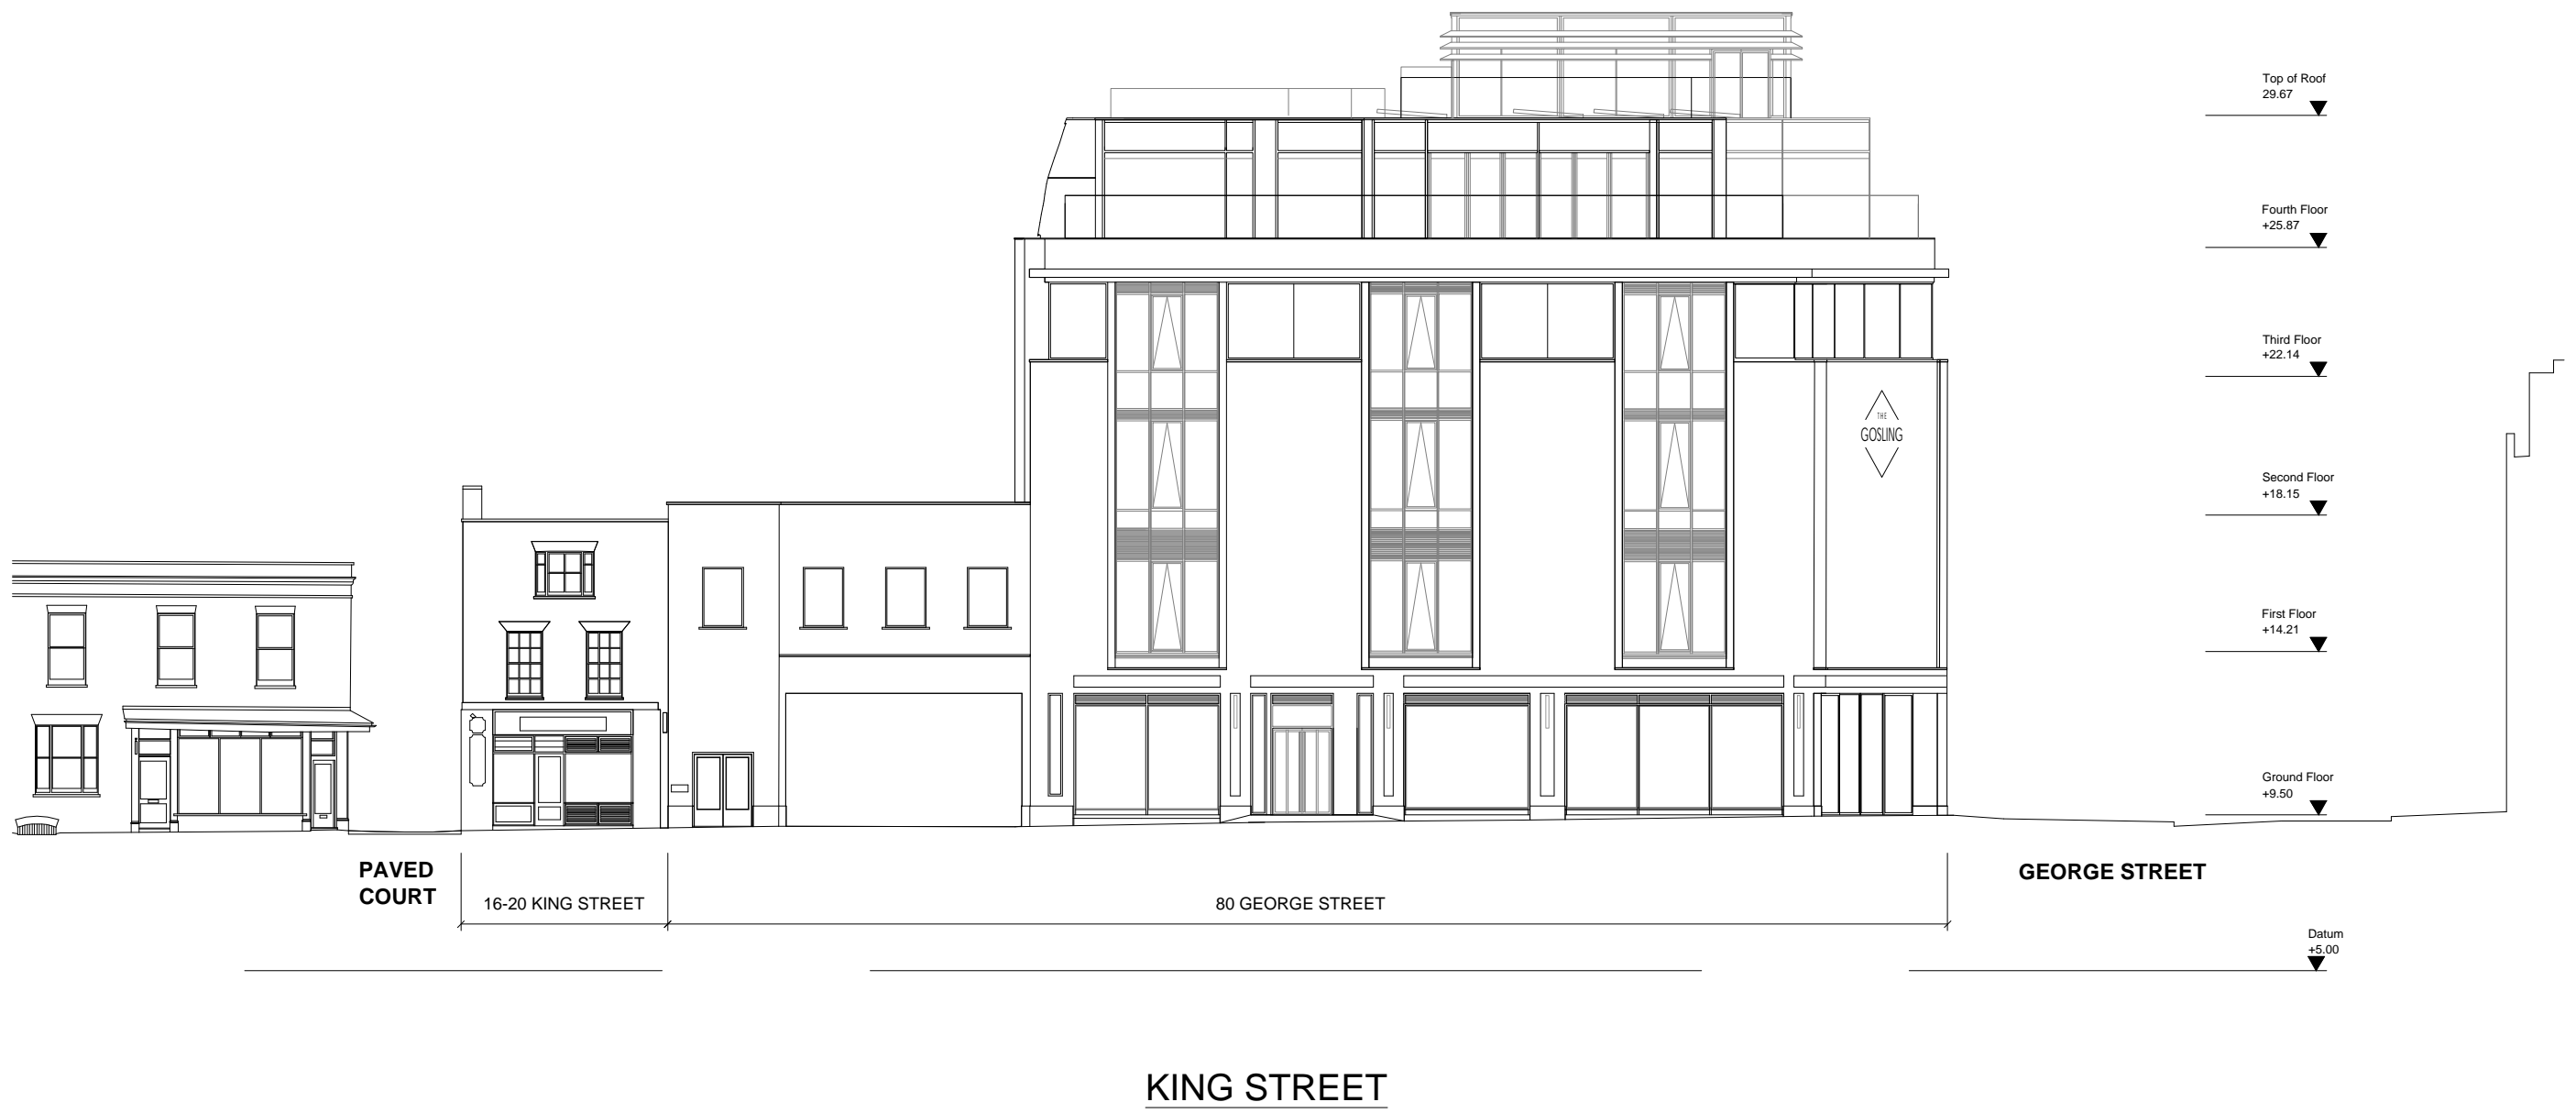 Top of Roof
29.67
Fourth Floor
+25.87
Third Floor
+22.14
THE
GOSLING
Second Floor
+18.15
First Floor
+14.21
Ground Floor
+9.50
PAVED
COURT
16-20 KING STREET
80 GEORGE STREET
GEORGE STREET
Datum
+5.00
KING STREET